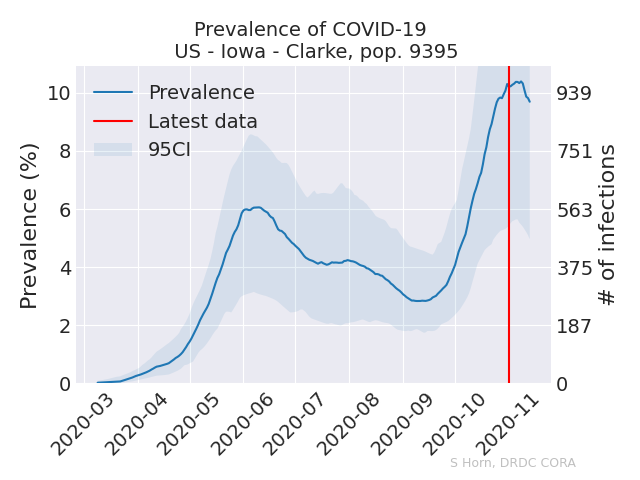 Prevalence of COVID-19
US - Iowa - Clarke, pop. 9395
Prevalence
Latest data
95CI
Prevalence (%)
10
8
6
4
2
0
939
751
563
375
187
0
# of infections
2020-03
2020-04
2020-05
2020-06
2020-07
2020-08
2020-09
2020-10
2020-11
S Horn, DRDC CORA